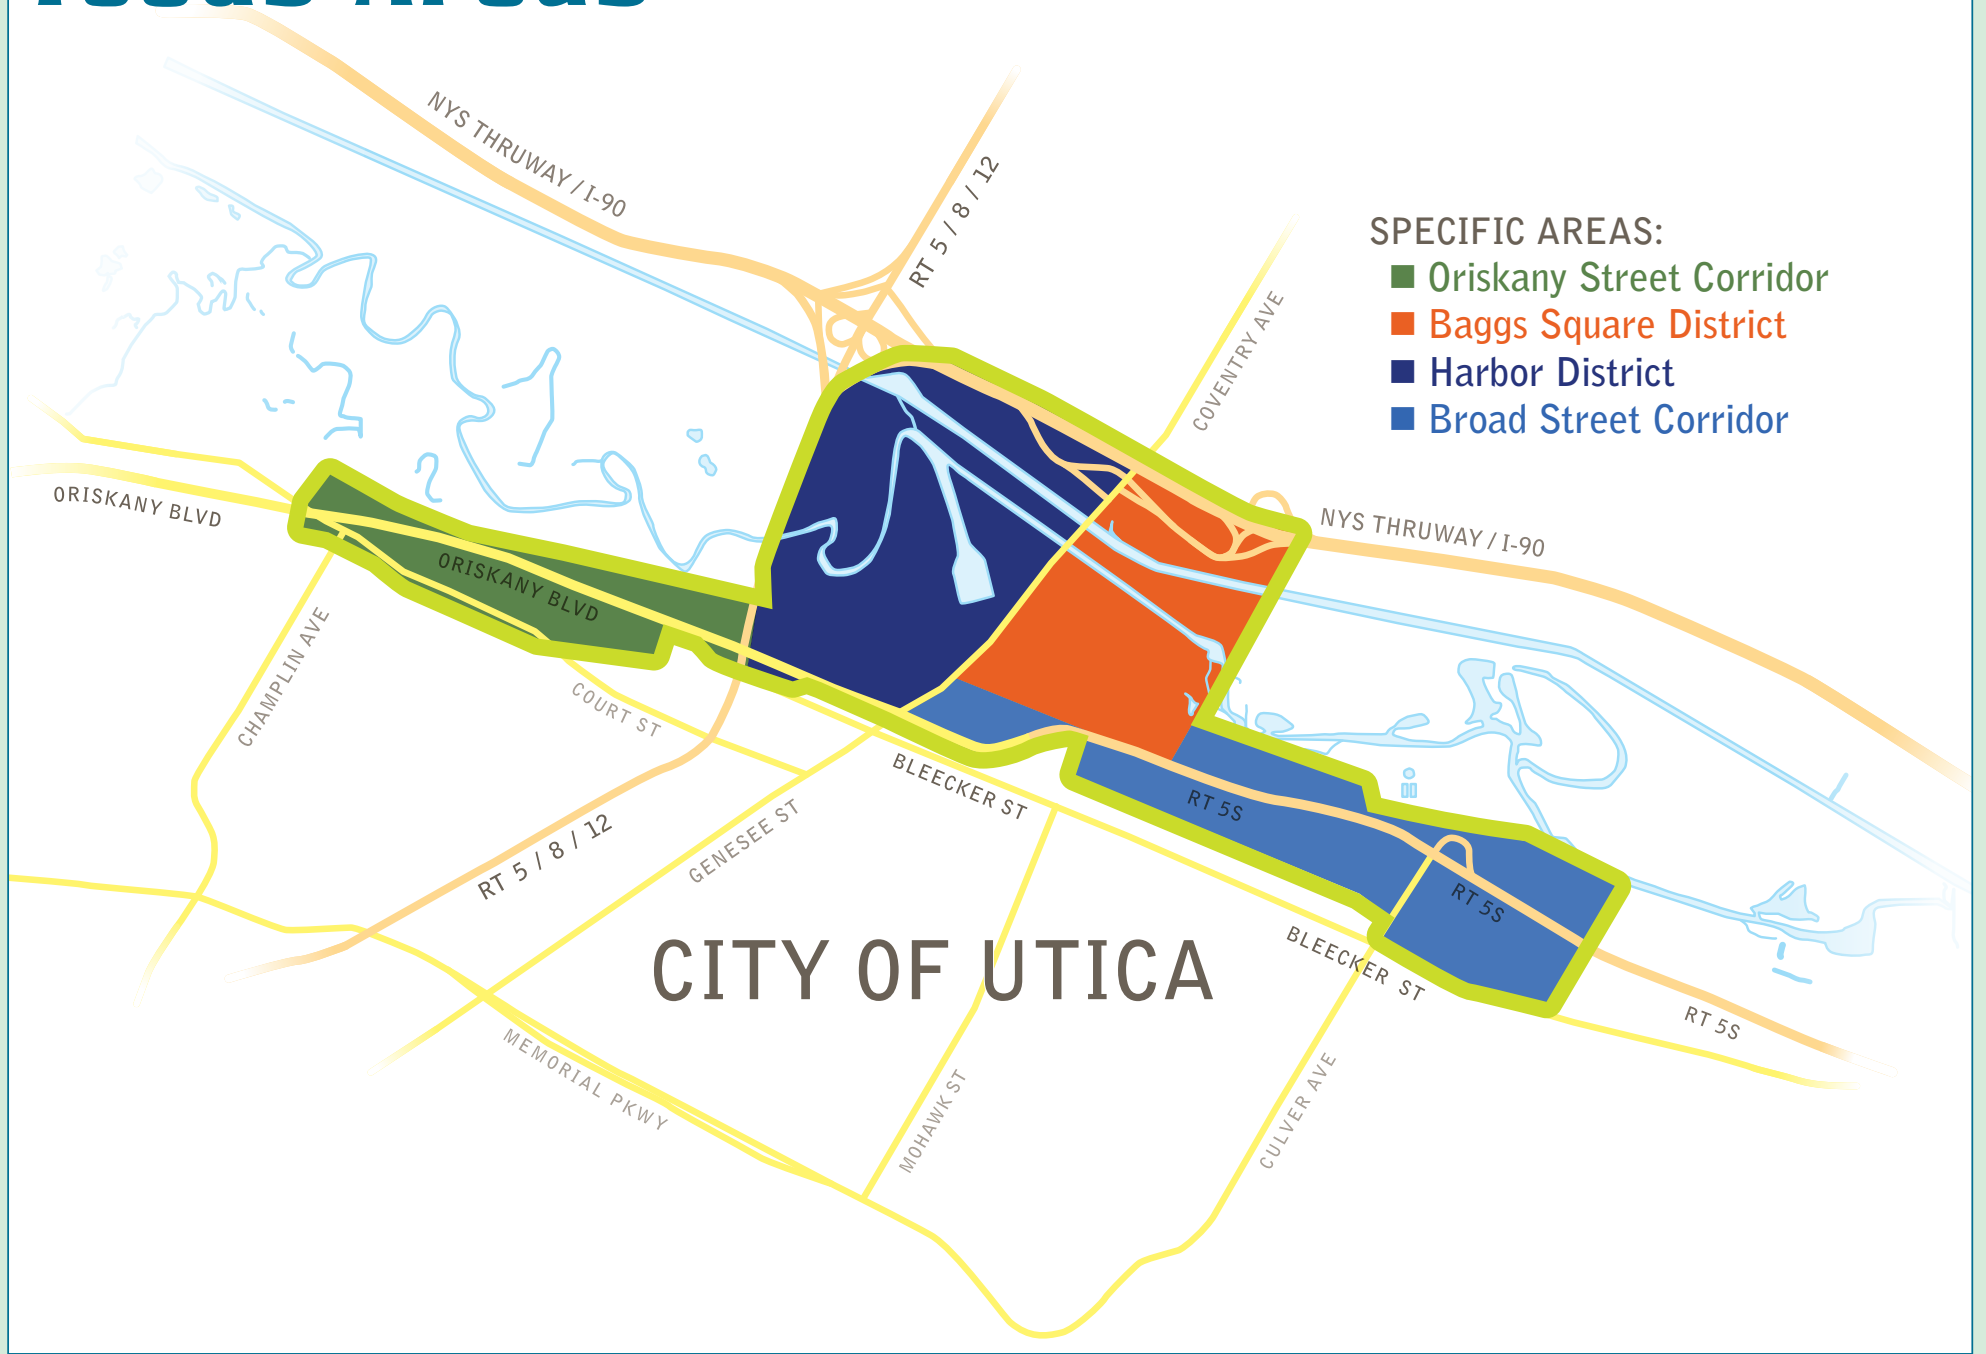 NYS THRUWAY / I-90
RT 5 / 8 / 12
COVENTRY AVE
SPECIFIC AREAS:
Oriskany Street Corridor
Baggs Square District
Harbor District
Broad Street Corridor
ORISKANY BLVD
NYS THRUWAY / I-90
ORISKANY BLVD
CHAMPLIN AVE
COURT ST
BLEECKER ST
RT 5S
GENESEE ST
RT 5 / 8 / 12
RT 5S
CITY OF UTICA
BLEECKER ST
RT 5S
MEMORIAL PKWY
MOHAWK ST
CULVER AVE